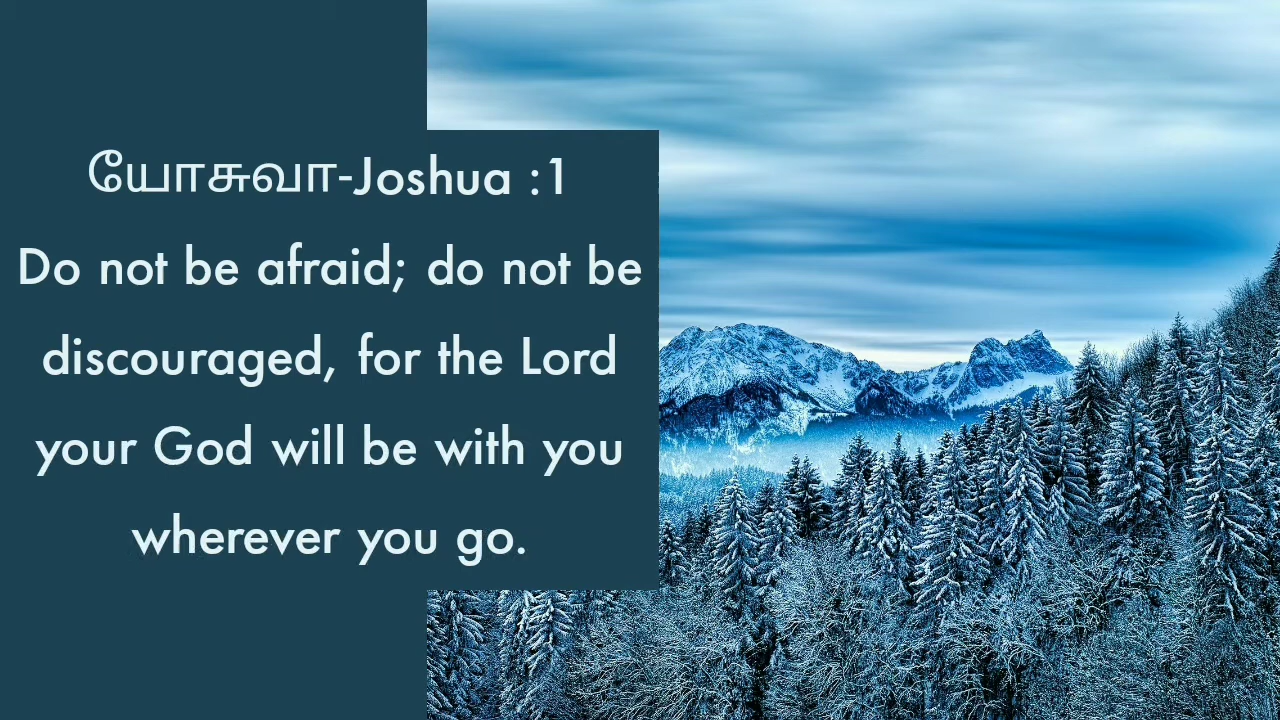 யோசுவா-Joshua :1
Do not be afraid; do not be
discouraged, for the Lord
your God will be with you
wherever you go.